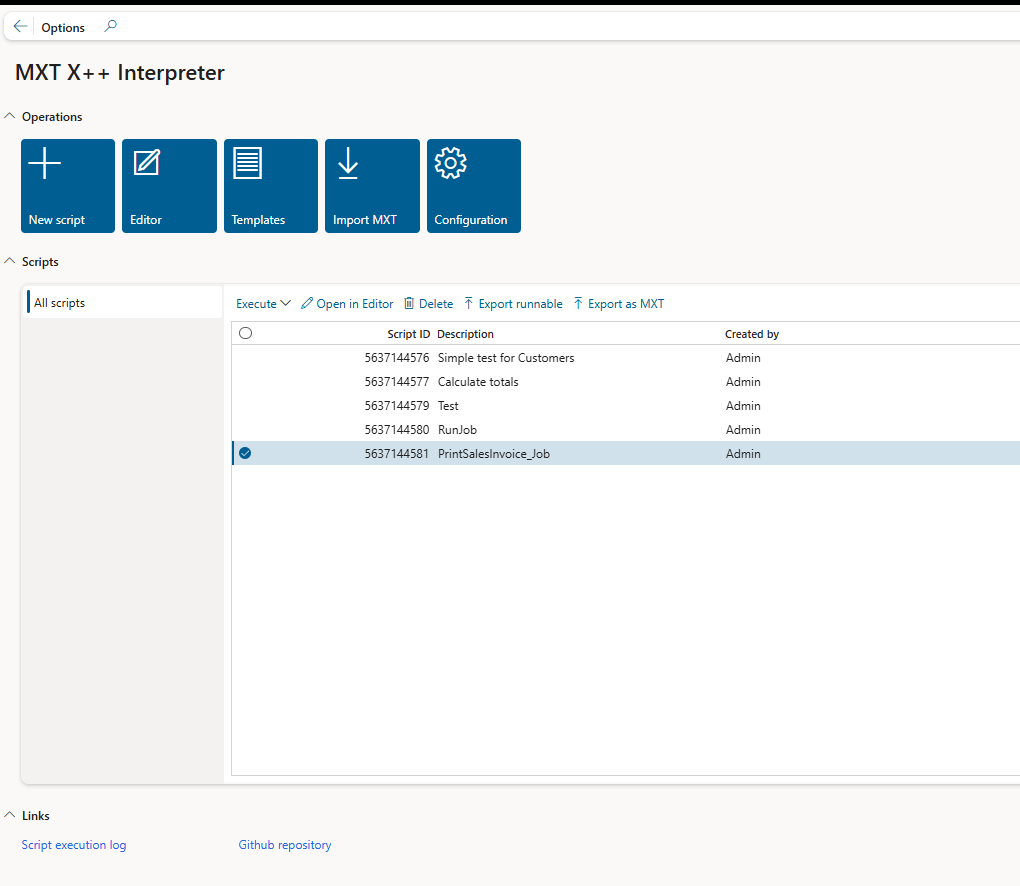 Options
MXT X++ Interpreter
Operations
New script
Editor
Templates
Import MXT
Configuration
Scripts
All scripts
Execute Open in Editor Delete Export runnable Export as MXT
Script ID Description Created by
5637144576 Simple test for Customers Admin
5637144577 Calculate totals Admin
5637144579 Test Admin
5637144580 RunJob Admin
5637144581 PrintSalesInvoice_Job Admin
Links
Script execution log Github repository